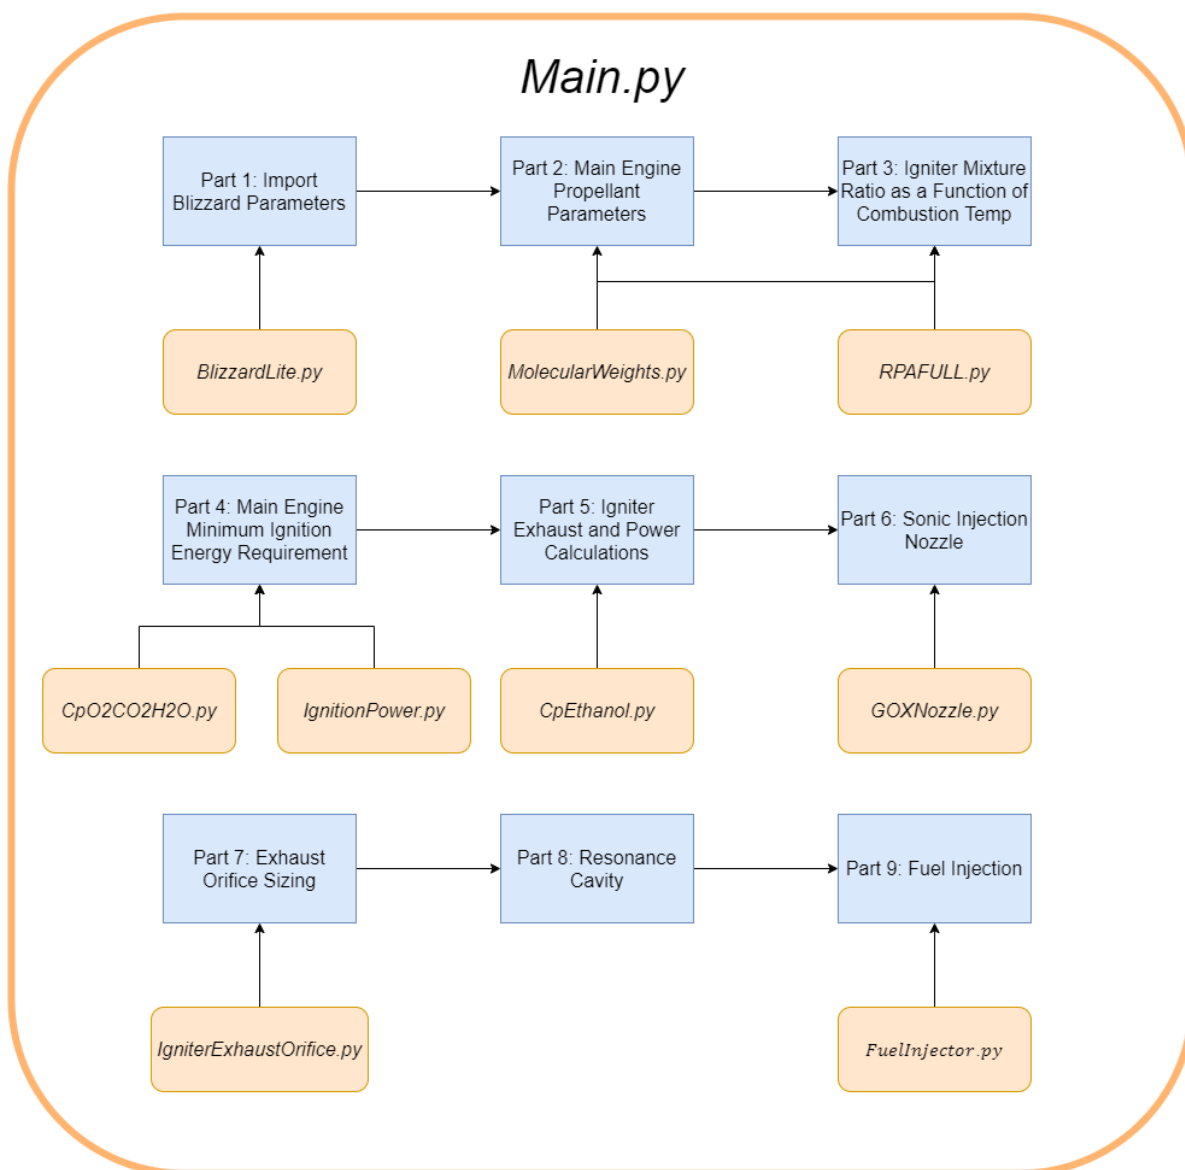 Main.py
Part 1: Import
Blizzard Parameters
Part 2: Main Engine
Propellant
Parameters
Part 3: Igniter Mixture
Ratio as a Function of
Combustion Temp
BlizzardLite.py
MolecularWeights.py
RPAFULL.py
Part 4: Main Engine
Minimum Ignition
Energy Requirement
Part 5: Igniter
Exhaust and Power
Calculations
Part 6: Sonic Injection
Nozzle
CpO2CO2H2O.py
IgnitionPower.py
CpEthanol.py
GOXNozzle.py
Part 7: Exhaust
Orifice Sizing
Part 8: Resonance
Cavity
Part 9: Fuel Injection
IgniterExhaustOrifice.py
FuelInjector.py